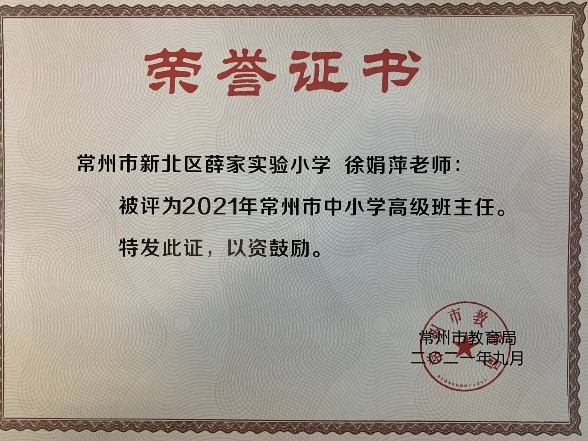 荣誉证书
常州市新北区薛家实验小学 徐娟萍老师：
被评为2021年常州市中小学高级班主任。
特发此证，以资鼓励。
常州市教育局
二〇二一年九月